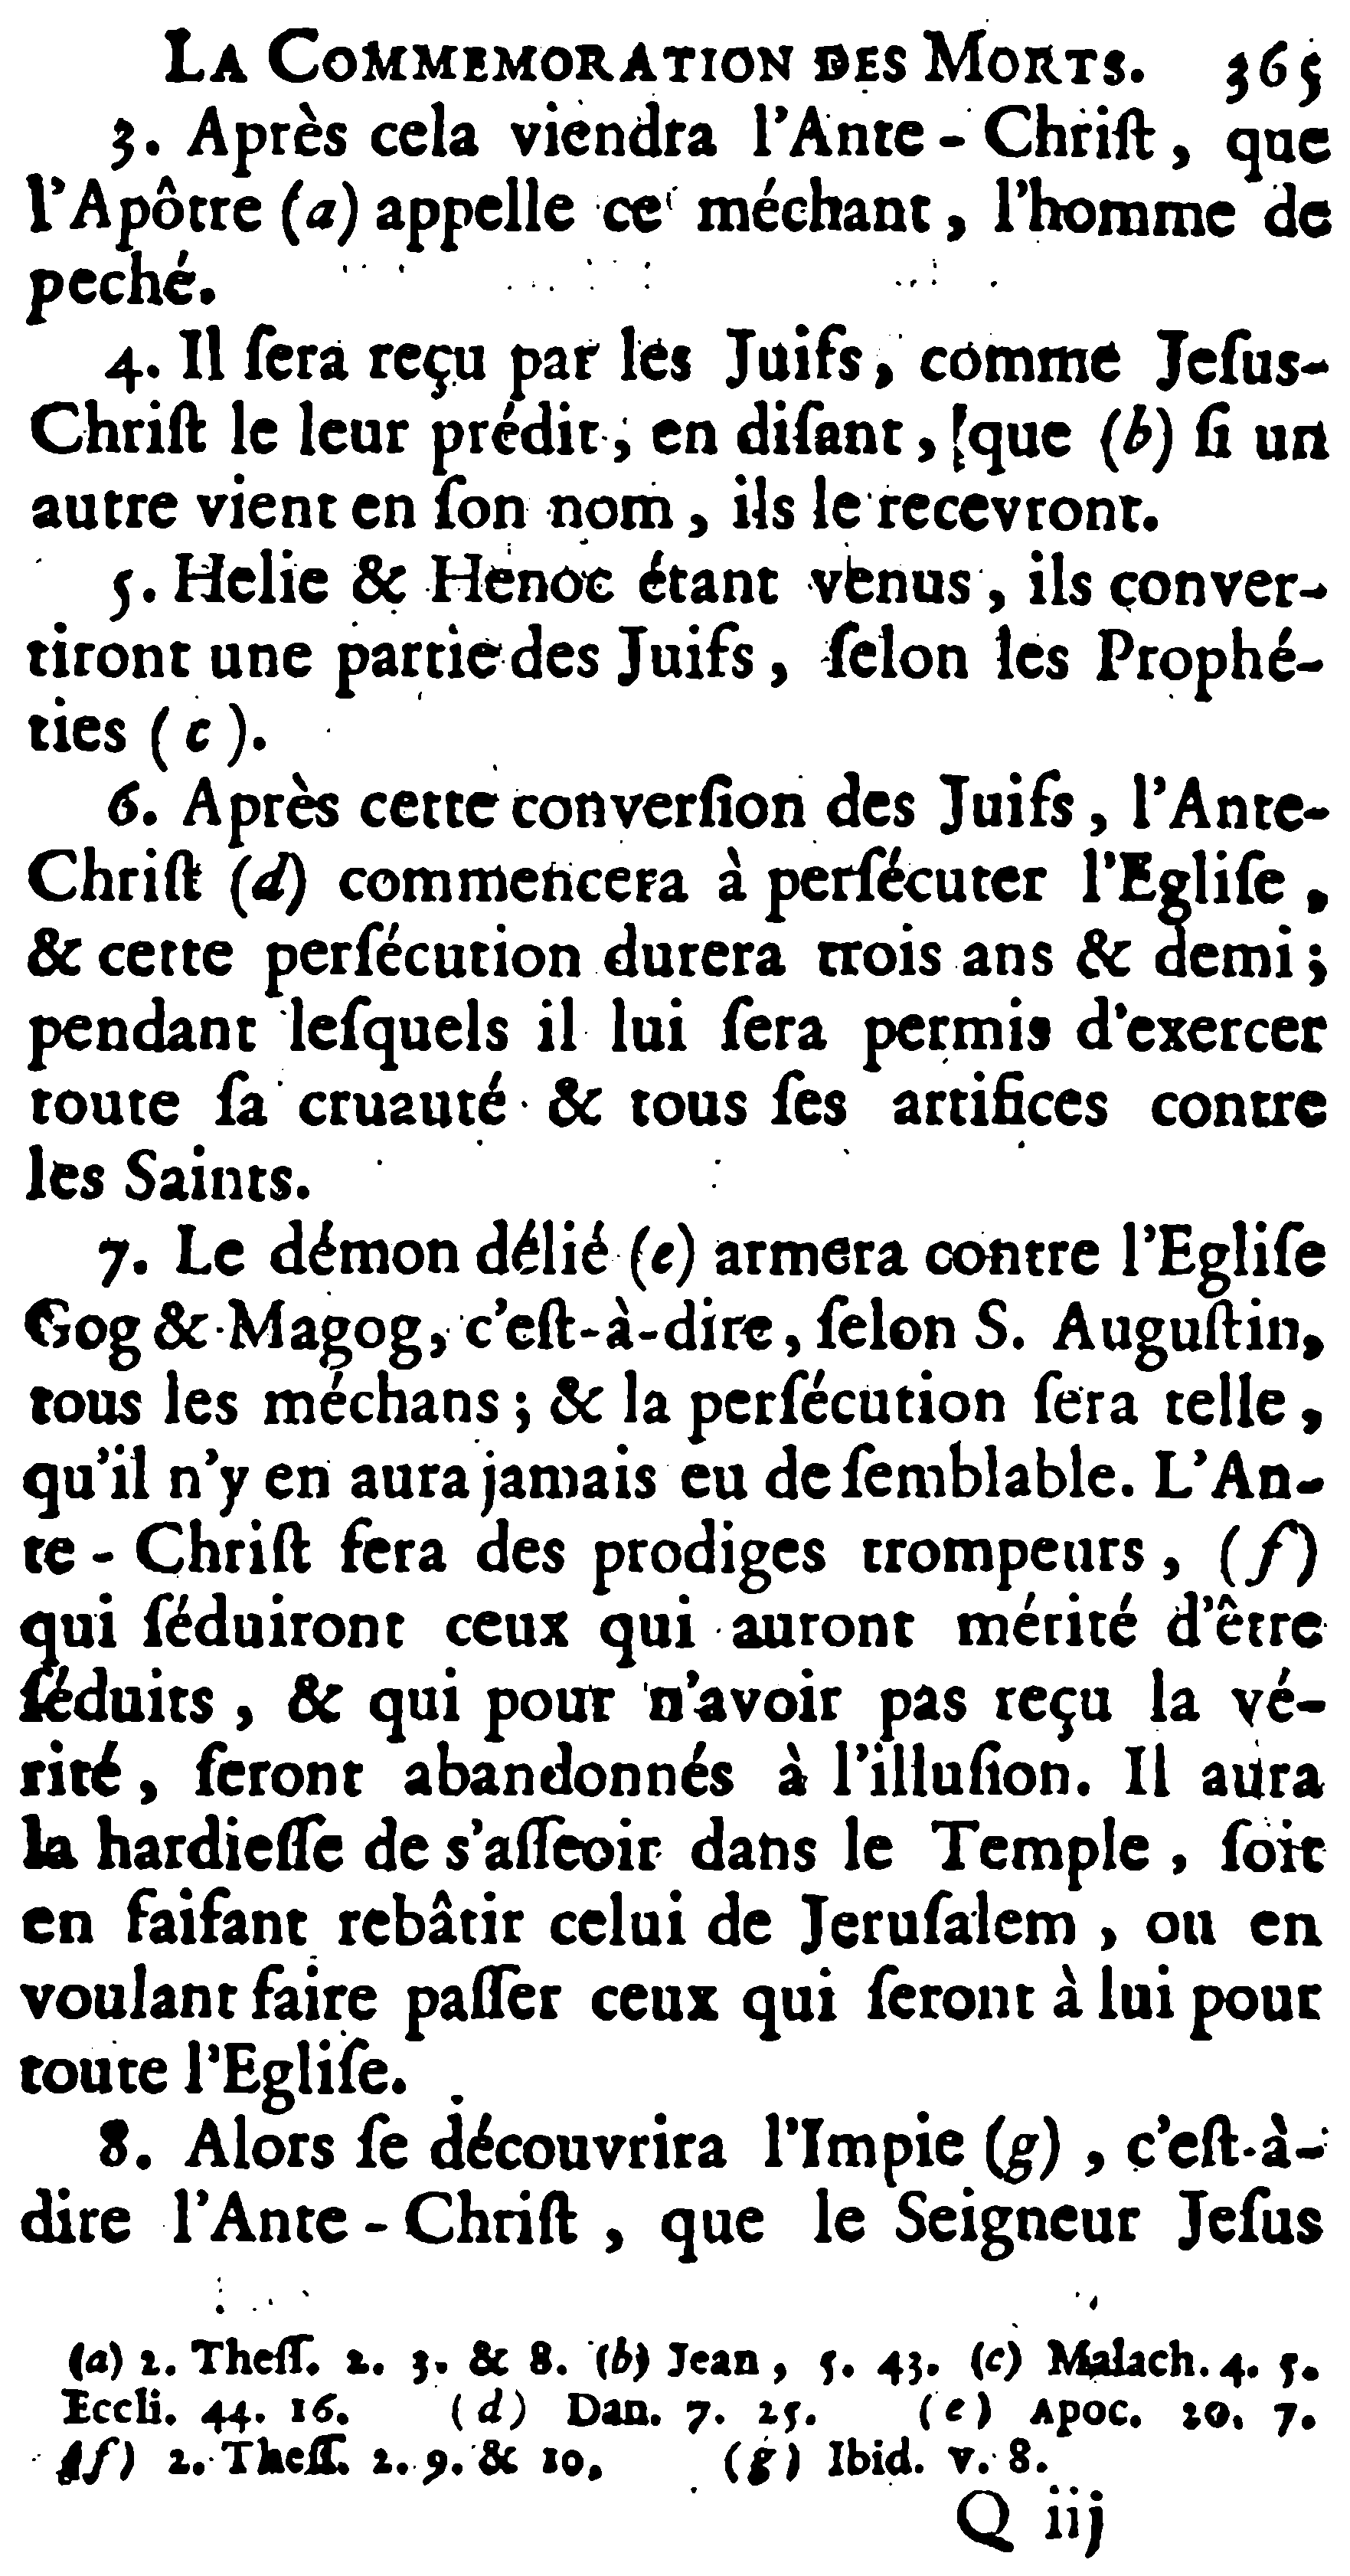 LA COMMEMORATION DES MORTS. 365
3. Après cela viendra l'Ante-Chriſt, que
l'Apôtre (a) appelle ce méchant, l'homme de
peché.
4. Il ſera reçu par les Juifs, comme Jeſus-
Chriſt le leur prédit, en diſant, que (b) ſi un
autre vient en ſon nom, ils le recevront.
5. Helie & Henoc étant venus, ils conver-
tiront une partie des Juifs, ſelon les Prophé-
ties (c).
6. Après cette converſion des Juifs, l'Ante-
Chriſt (d) commencera à perſécuter l'Egliſe,
& cette perſécution durera trois ans & demi;
pendant leſquels il lui ſera permis d'exercer
toute ſa cruauté & tous ſes artifices contre
les Saints.
7. Le démon délié (e) armera contre l'Egliſe
Gog & Magog, c'eſt-à-dire, ſelon S. Auguſtin,
tous les méchans; & la perſécution ſera telle,
qu'il n'y en aura jamais eu de ſemblable. L'An-
te-Chriſt fera des prodiges trompeurs, (f)
qui ſéduiront ceux qui auront mérité d'être
ſéduits, & qui pour n'avoir pas reçu la vé-
rité, ſeront abandonnés à l'illuſion. Il aura
la hardieſſe de s'aſſeoir dans le Temple, ſoit
en faiſant rebâtir celui de Jeruſalem, ou en
voulant faire paſſer ceux qui ſeront à lui pour
toute l'Egliſe.
8. Alors ſe découvrira l'Impie (g), c'eſt-à-
dire l'Ante-Chriſt, que le Seigneur Jeſus
(a) 2. Theſſ. 2. 3. & 8. (b) Jean, 5. 43. (c) Malach. 4. 5.
Eccli. 44. 16. (d) Dan. 7. 25. (e) Apoc. 20. 7.
(f) 2. Theſſ. 2. 9. & 10. (g) Ibid. v. 8.
Q iij